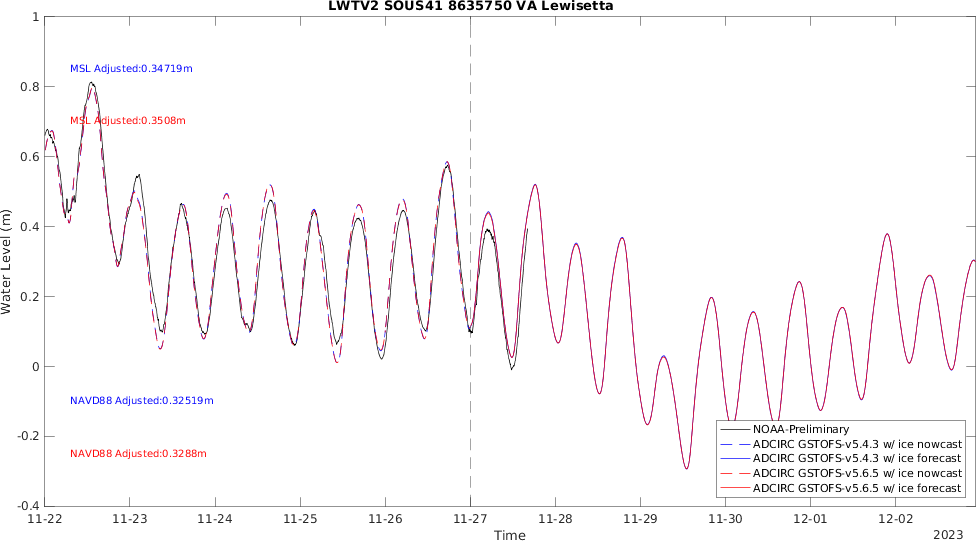 LWTV2 SOUS41 8635750 VA Lewisetta
1
0.8
0.6
0.4
0.2
0
-0.2
-0.4
Water Level (m)
MSL Adjusted:0.34719m
MSL Adjusted:0.3508m
NAVD88 Adjusted:0.32519m
NAVD88 Adjusted:0.3288m
NOAA-Preliminary
ADCIRC GSTOFS-v5.4.3 w/ ice nowcast
ADCIRC GSTOFS-v5.4.3 w/ ice forecast
ADCIRC GSTOFS-v5.6.5 w/ ice nowcast
ADCIRC GSTOFS-v5.6.5 w/ ice forecast
11-22 11-23 11-24 11-25 11-26 11-27 11-28 11-29 11-30 12-01 12-02
Time
2023